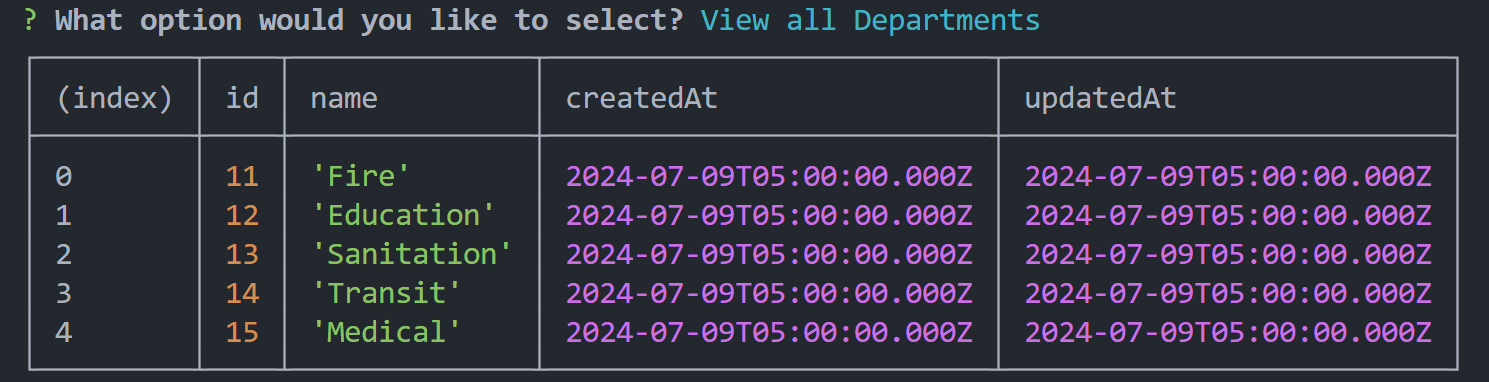 ? What option would you like to select? View all Departments
(index) id name createdAt updatedAt
0 11 'Fire' 2024-07-09T05:00:00.000Z 2024-07-09T05:00:00.000Z
1 12 'Education' 2024-07-09T05:00:00.000Z 2024-07-09T05:00:00.000Z
2 13 'Sanitation' 2024-07-09T05:00:00.000Z 2024-07-09T05:00:00.000Z
3 14 'Transit' 2024-07-09T05:00:00.000Z 2024-07-09T05:00:00.000Z
4 15 'Medical' 2024-07-09T05:00:00.000Z 2024-07-09T05:00:00.000Z